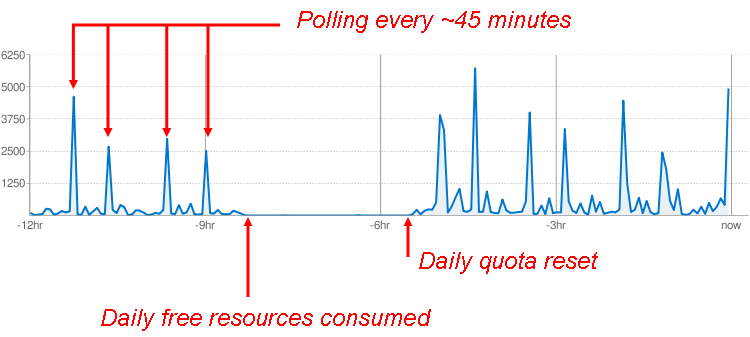 Polling every ~45 minutes
6250
5000
3750
2500
1250
-12hr
-9hr
-6hr
-3hr
now
Daily quota reset
Daily free resources consumed